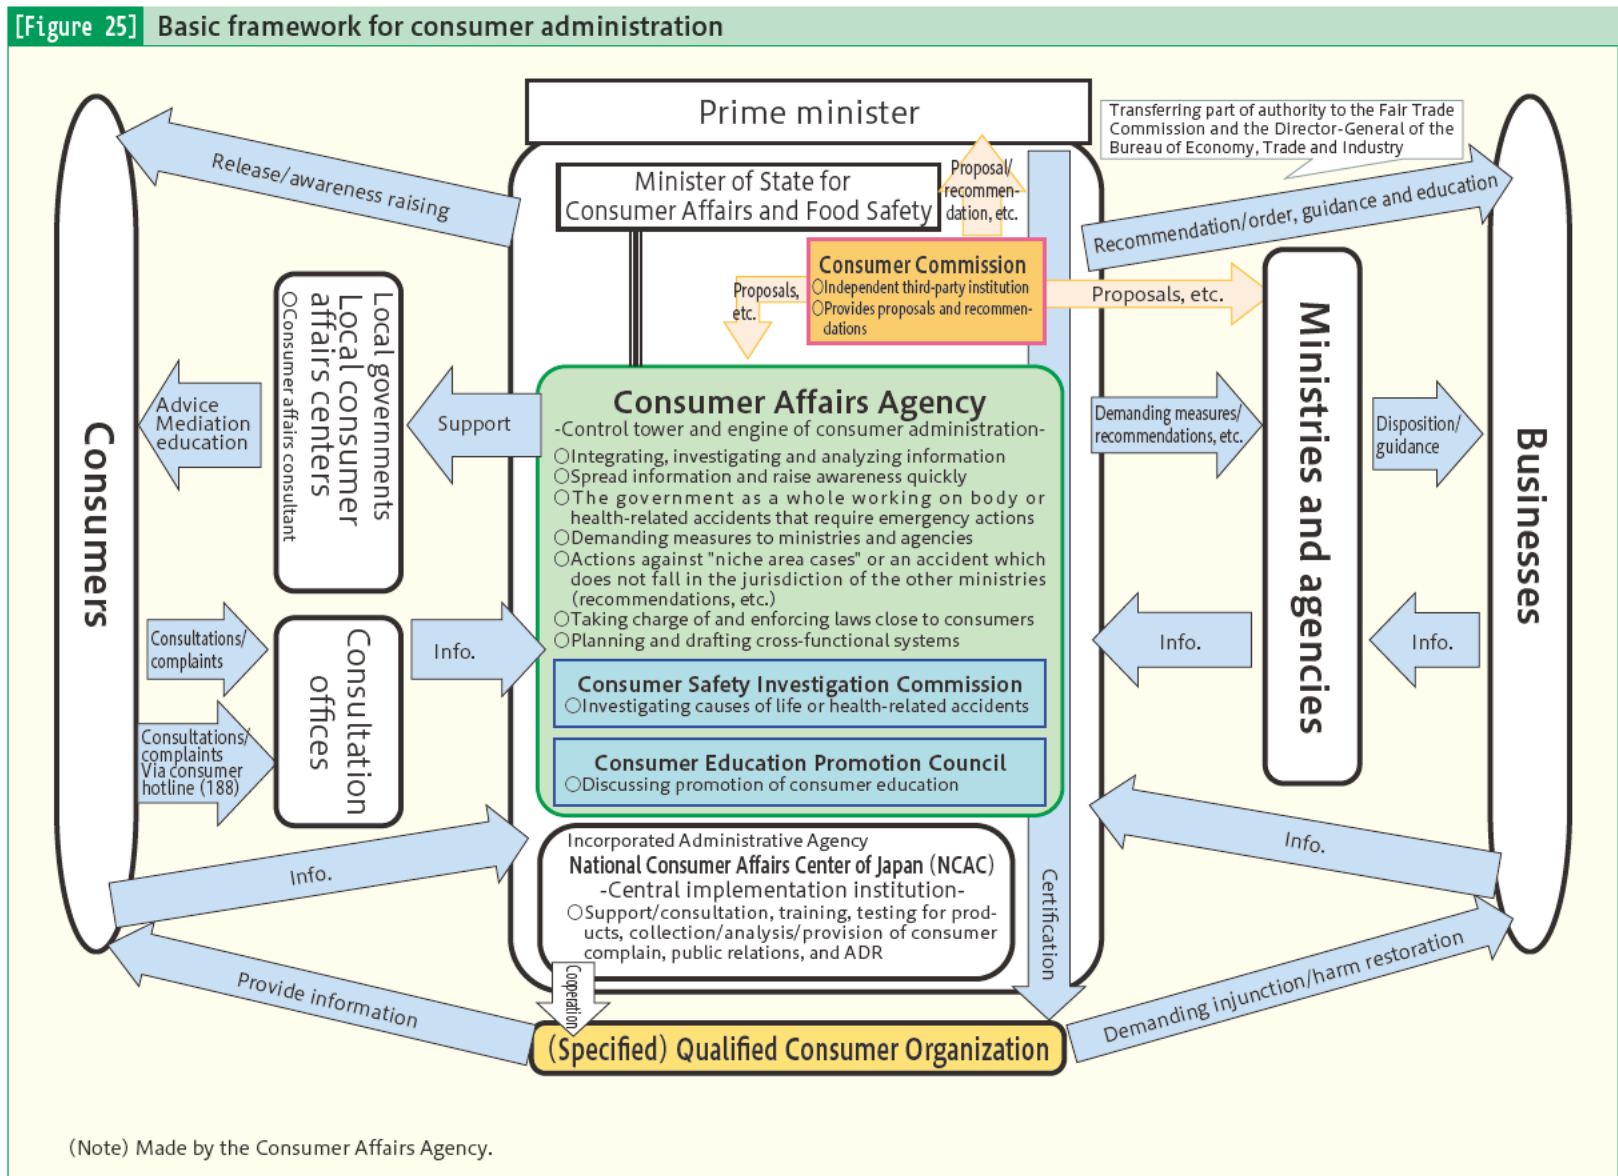 [Figure 25] Basic framework for consumer administration
Prime minister
Transferring part of authority to the Fair Trade
Commission and the Director-General of the
Bureau of Economy, Trade and Industry
Release/awareness raising
Minister of State for
Consumer Affairs and Food Safety
Proposal/
recommen-
dation, etc.
Recommendation/order, guidance and education
Consumer Commission
○Independent third-party institution
○Provides proposals and recommen-
dations
Proposals,
etc.
Proposals, etc.
Consumers
Local governments
Local consumer
affairs centers
○Consumer affairs consultant
Advice
Mediation
education
Support
Consumer Affairs Agency
-Control tower and engine of consumer administration-
○Integrating, investigating and analyzing information
○Spread information and raise awareness quickly
○The government as a whole working on body or
health-related accidents that require emergency actions
○Demanding measures to ministries and agencies
○Actions against "niche area cases" or an accident which
does not fall in the jurisdiction of the other ministries
(recommendations, etc.)
○Taking charge of and enforcing laws close to consumers
○Planning and drafting cross-functional systems
Demanding measures/
recommendations, etc.
Ministries and agencies
Disposition/
guidance
Businesses
Consultations/
complaints
Consultation
offices
Info.
Info.
Info.
Consumer Safety Investigation Commission
○Investigating causes of life or health-related accidents
Consultations/
complaints
Via consumer
hotline (188)
Consumer Education Promotion Council
○Discussing promotion of consumer education
Info.
Info.
Incorporated Administrative Agency
National Consumer Affairs Center of Japan (NCAC)
-Central implementation institution-
○Support/consultation, training, testing for prod-
ucts, collection/analysis/provision of consumer
complain, public relations, and ADR
Certification
Cooperation
Provide information
Demanding injunction/harm restoration
(Specified) Qualified Consumer Organization
(Note) Made by the Consumer Affairs Agency.